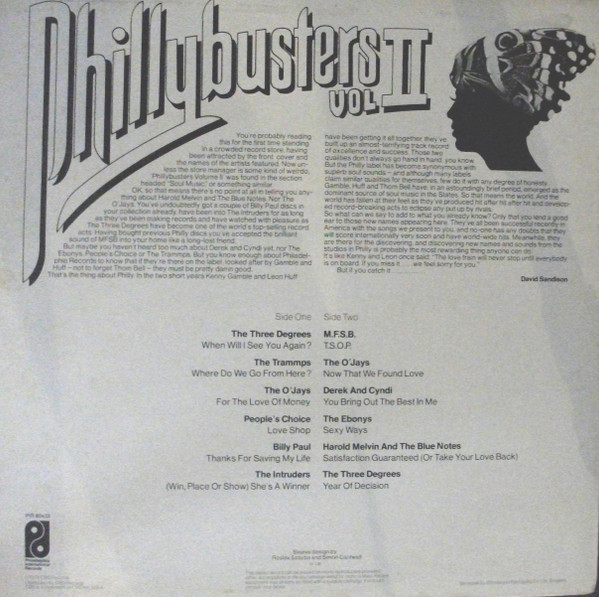 Phillybusters
VOL II
You're probably reading
this for the first time standing
in a crowded record store, having
been attracted by the front cover and
the names of the artists featured. Now un-
less the store manager is some kind of weirdo,
Phillybusters Volume II was found in the section
headed "Soul Music" or something similar.
OK, so that means there's no point at all in telling you any-
thing about Harold Melvin and The Blue Notes. Nor The
O'Jays. You've undoubtedly got a couple of Billy Paul discs in
your collection already, have been into The Intruders for as long
as they've been making records and have watched with pleasure as
The Three Degrees have become one of the world's top-selling record
acts. Having bought previous Philly discs you've accepted the brilliant
sound of MFSB into your home like a long-lost friend.
But maybe you haven't heard too much about Derek and Cyndi yet, nor The
Ebonys, People's Choice or The Trammps. But you know enough about Philadel-
phia Records to know that if they're there on the label, looked after by Gamble and
Huff – not to forget Thom Bell – they must be pretty damn good.
That's the thing about Philly. In the two short years Kenny Gamble and Leon Huff
have been getting it all together, they've
built up an almost-terrifying track record
of excellence and success. Those two
qualities don't always go hand in hand, you know.
But the Philly label has become synonymous with
superb soul sounds – and although many labels
claim similar qualities for themselves, few do it with any degree of honesty.
Gamble, Huff and Thom Bell have, in an astoundingly brief period, emerged as the
dominant source of soul music in the States. So that means the world. And the
world has taken at their feet as they've produced hit after hit after hit and develop-
ed record-breaking acts to eclipse any put up by rivals.
So what can we say to add to what you already know? Only that you lend a good
ear to those new names appearing here. They've all been successful recently in
America with the songs we present to you, and no-one has any doubts that they
will score internationally very soon and have world-wide hits. Meanwhile, they
are there for the discovering, and discovering new names and sounds from the
studios in Philly is probably the most rewarding thing anyone can do.
It's like Kenny and Leon once said: "The love train will never stop until everybody
is on board. If you miss it .... we feel sorry for you."
But if you catch it ......
David Sandison
Side One
The Three Degrees
When Will I See You Again?
The Trammps
Where Do We Go From Here?
The O'Jays
For The Love Of Money
People's Choice
Love Shop
Billy Paul
Thanks For Saving My Life
The Intruders
(Win, Place Or Show) She's A Winner
Side Two
M.F.S.B.
T.S.O.P.
The O'Jays
Now That We Found Love
Derek And Cyndi
You Bring Out The Best In Me
The Ebonys
Sexy Ways
Harold Melvin And The Blue Notes
Satisfaction Guaranteed (Or Take Your Love Back)
The Three Degrees
Year Of Decision
Philadelphia
International
Records
Sleeve design by